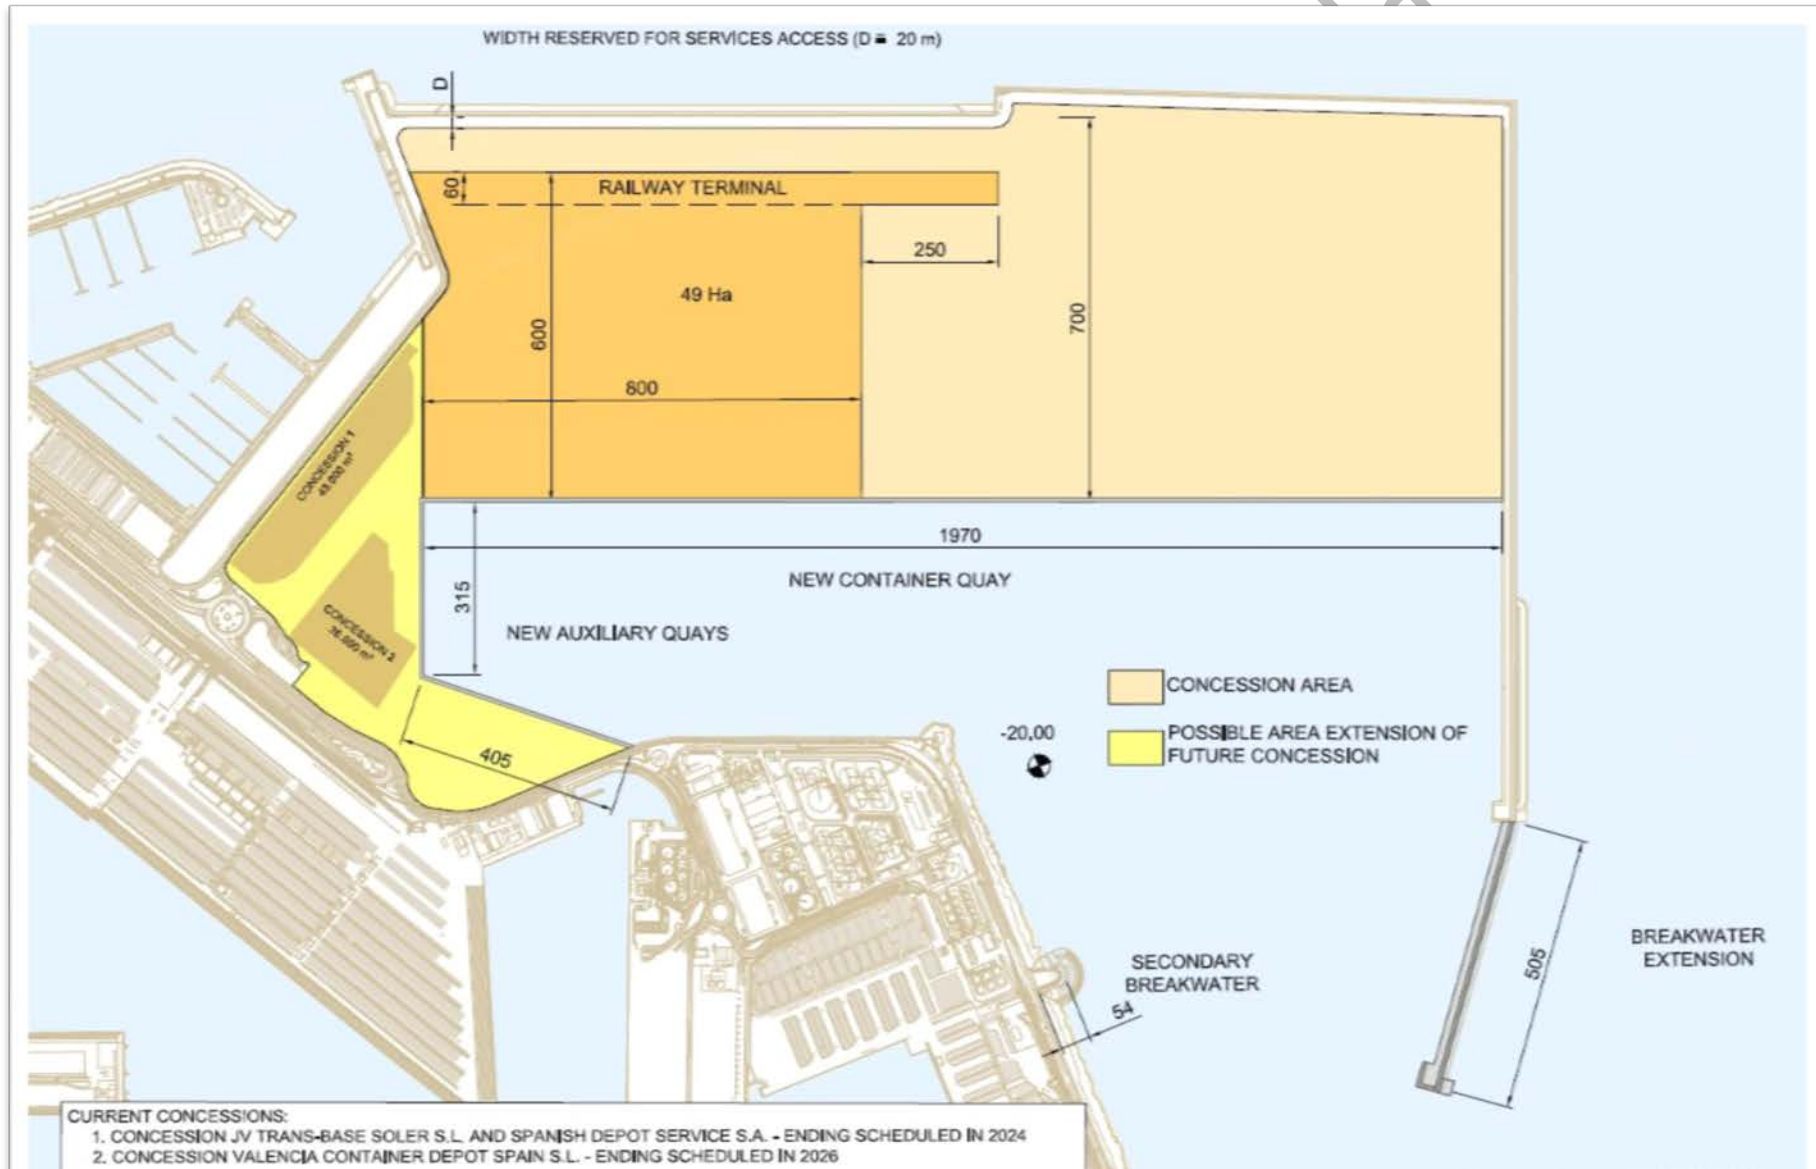 WIDTH RESERVED FOR SERVICES ACCESS (D = 20 m)
D
60
RAILWAY TERMINAL
250
49 Ha
600
700
800
1970
315
NEW CONTAINER QUAY
NEW AUXILIARY QUAYS
CONCESSION 1
CONCESSION 2
CONCESSION AREA
POSSIBLE AREA EXTENSION OF
FUTURE CONCESSION
-20,00
405
SECONDARY
BREAKWATER
54
505
BREAKWATER
EXTENSION
CURRENT CONCESSIONS:
1. CONCESSION JV TRANS-BASE SOLER S.L. AND SPANISH DEPOT SERVICE S.A. - ENDING SCHEDULED IN 2024
2. CONCESSION VALENCIA CONTAINER DEPOT SPAIN S.L. - ENDING SCHEDULED IN 2026